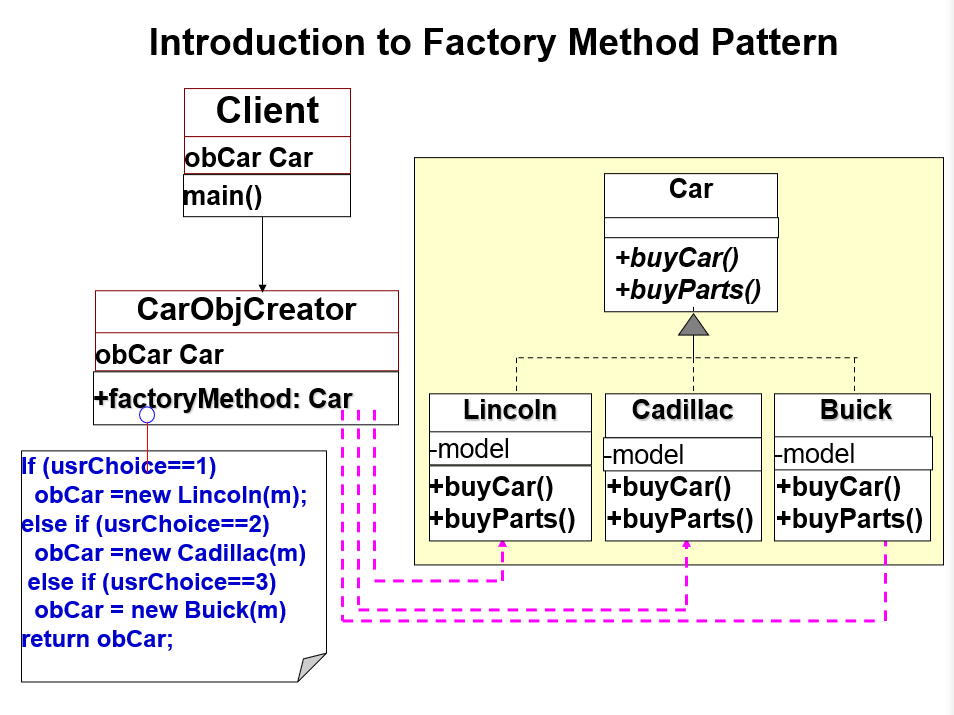 Introduction to Factory Method Pattern
Client
obCar Car
main()
CarObjCreator
obCar Car
+factoryMethod: Car
If (usrChoice==1)
obCar =new Lincoln(m);
else if (usrChoice==2)
obCar =new Cadillac(m)
else if (usrChoice==3)
obCar = new Buick(m)
return obCar;
Car
+buyCar()
+buyParts()
Lincoln
-model
+buyCar()
+buyParts()
Cadillac
-model
+buyCar()
+buyParts()
Buick
-model
+buyCar()
+buyParts()